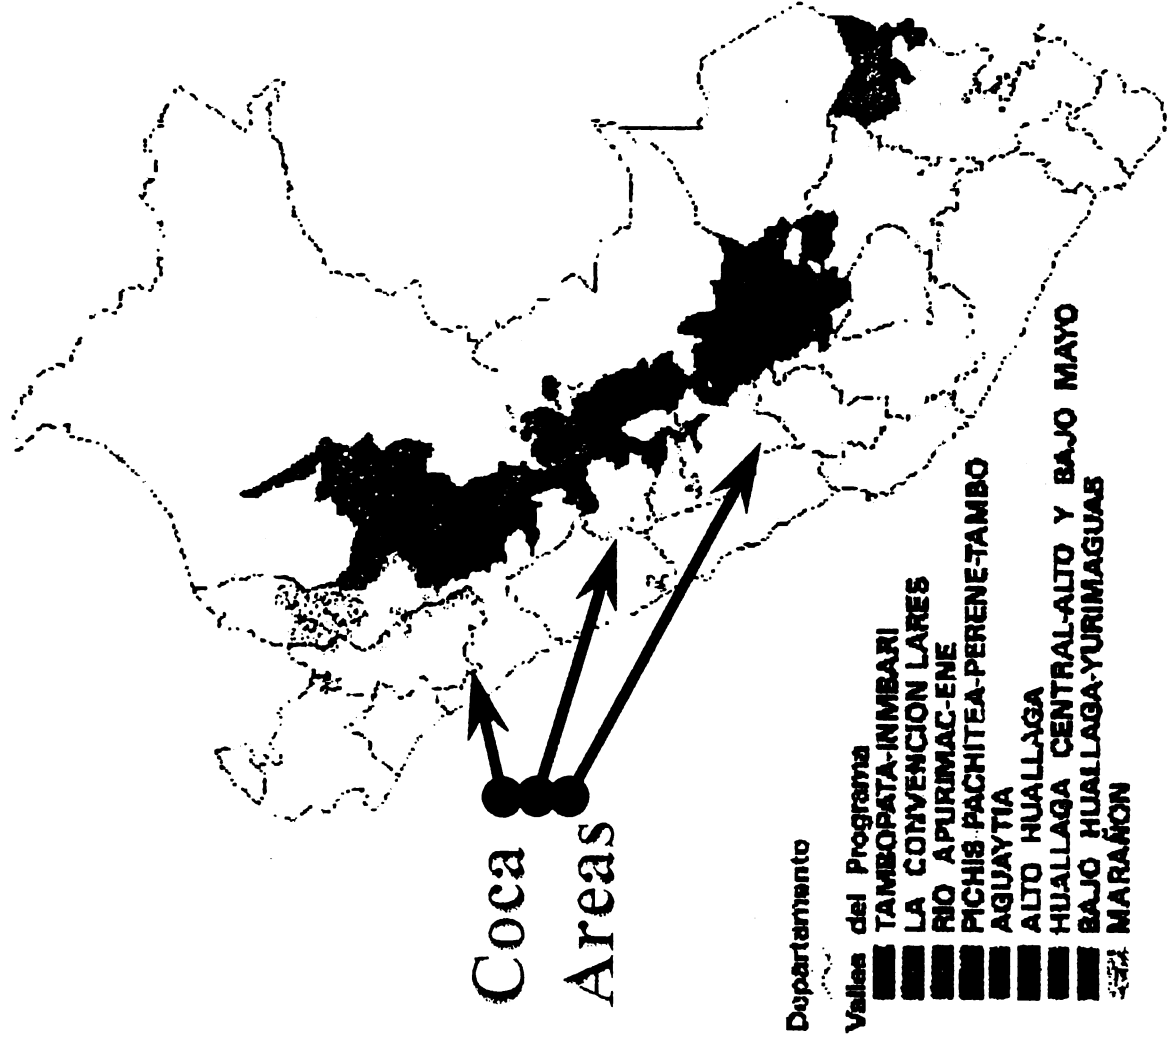 Coca
Areas
Departamento
Valles del Programa
TAMBOPATA-INMBARI
LA CONVENCION LARES
RIO APURIMAC-ENE
PICHIS-PACHITEA-PERENE-TAMBO
AGUAYTIA
ALTO HUALLAGA
HUALLAGA CENTRAL-ALTO Y BAJO MAYO
BAJO HUALLAGA-YURIMAGUAS
MARAÑON